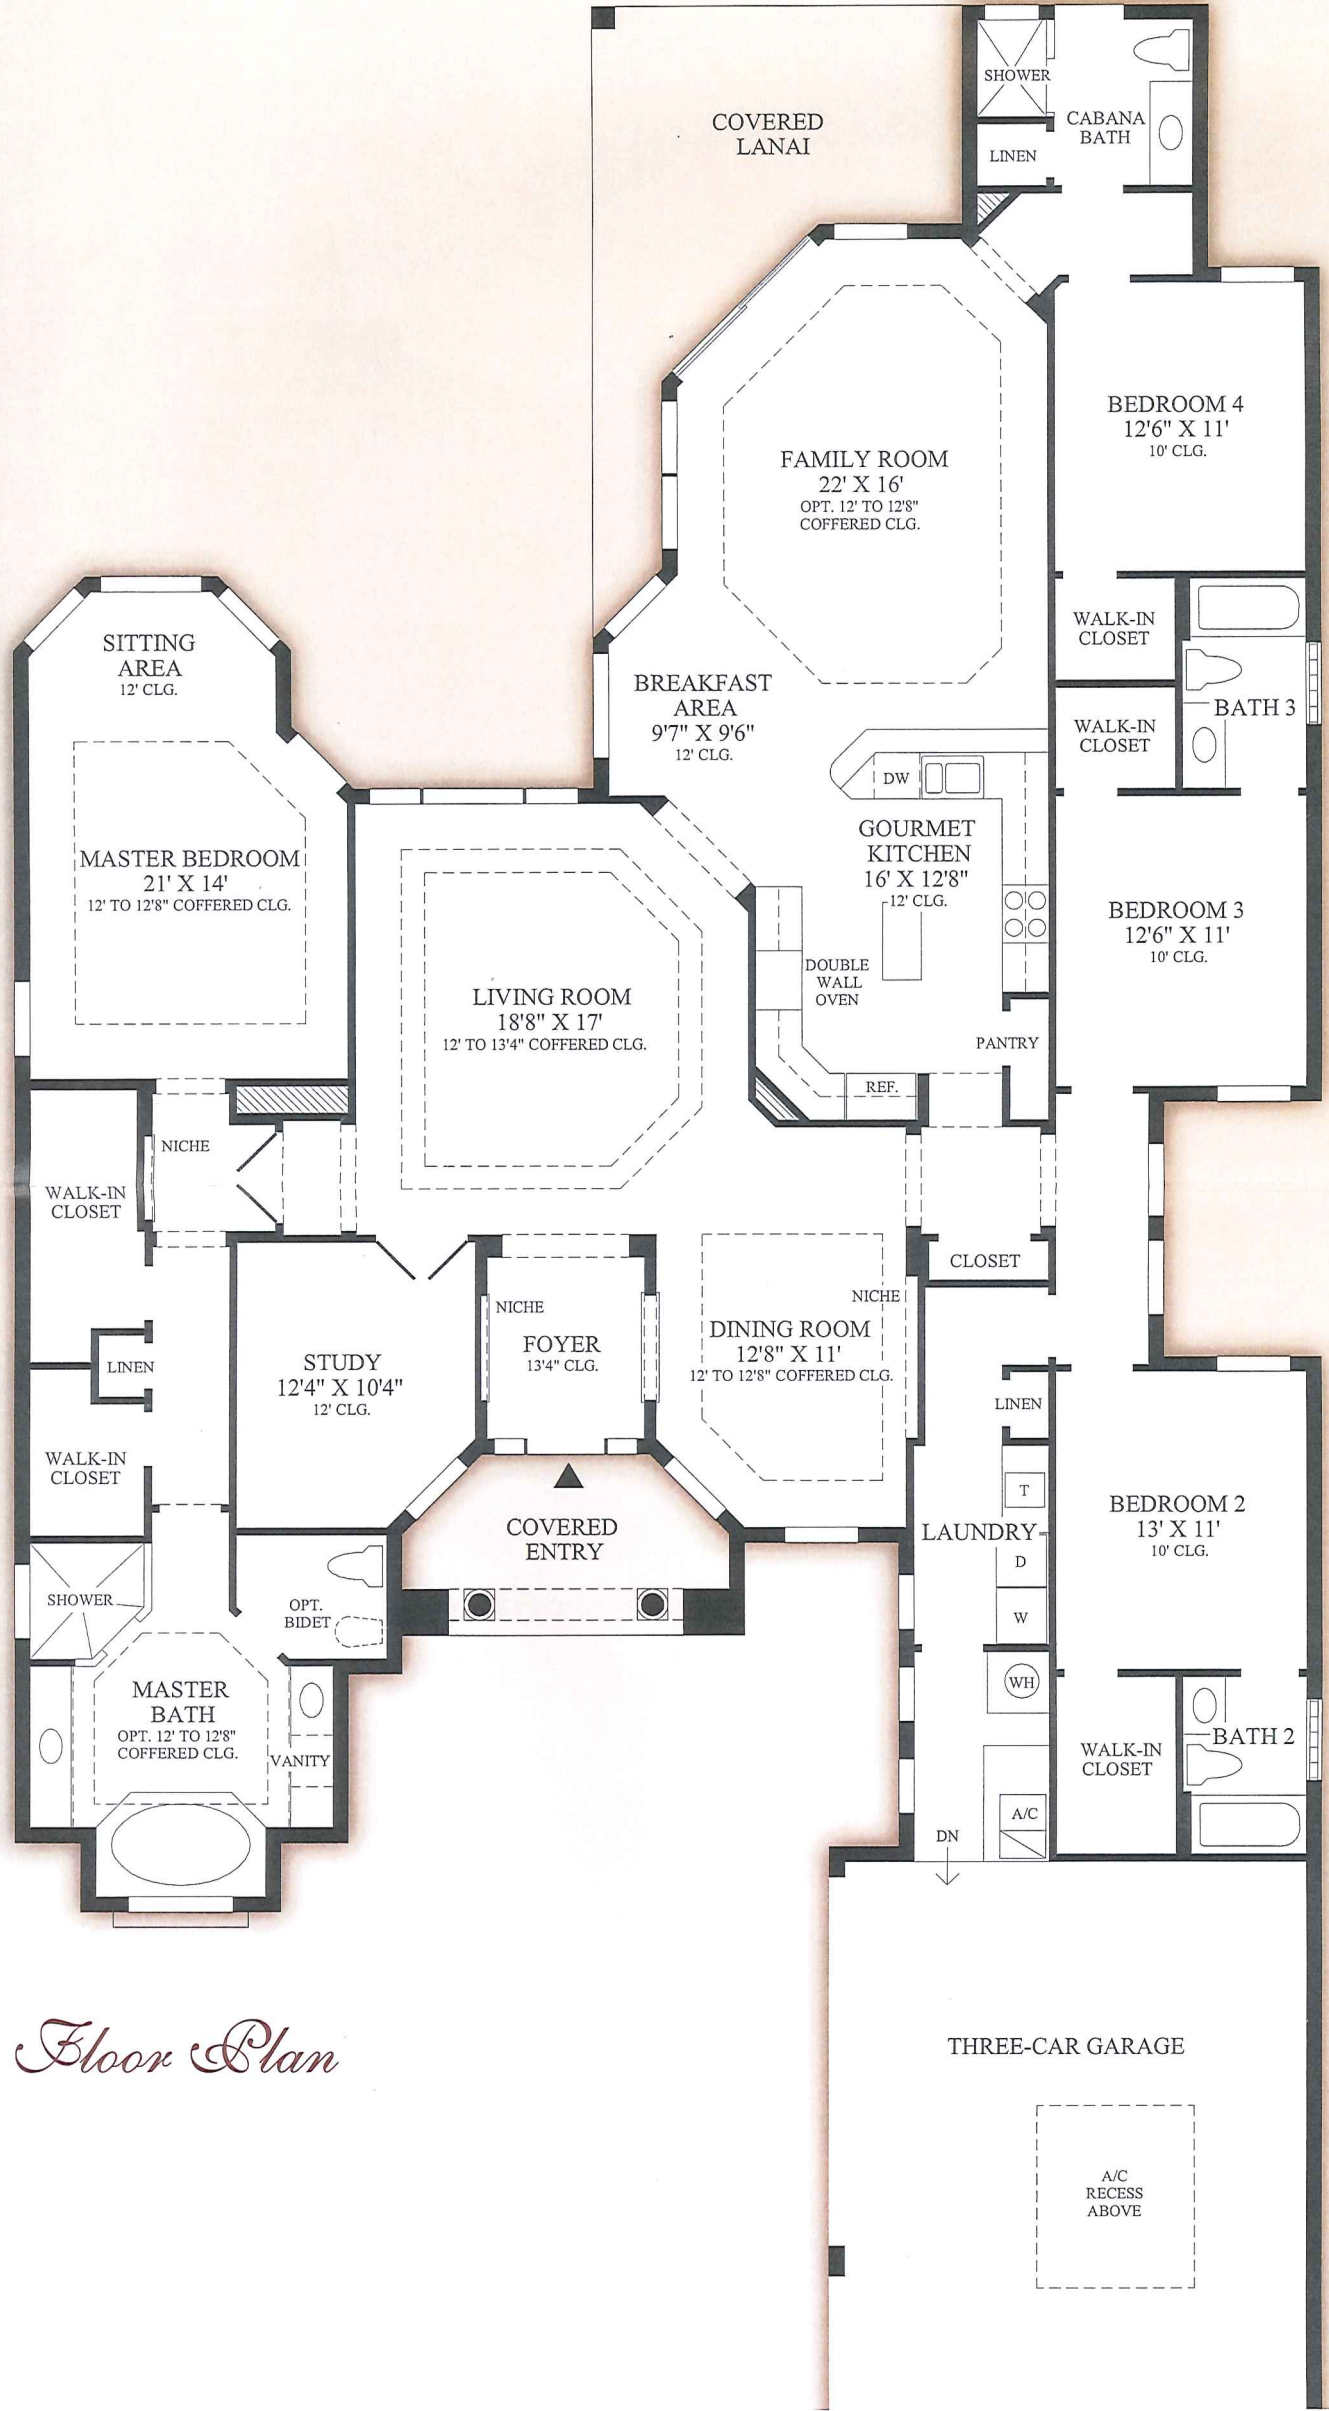 COVERED
LANAI
SHOWER
CABANA
BATH
LINEN
BEDROOM 4
12'6" X 11'
10' CLG.
FAMILY ROOM
22' X 16'
OPT. 12' TO 12'8"
COFFERED CLG.
WALK-IN
CLOSET
BATH 3
WALK-IN
CLOSET
SITTING
AREA
12' CLG.
BREAKFAST
AREA
9'7" X 9'6"
12' CLG.
DW
GOURMET
KITCHEN
16' X 12'8"
12' CLG.
MASTER BEDROOM
21' X 14'
12' TO 12'8" COFFERED CLG.
BEDROOM 3
12'6" X 11'
10' CLG.
DOUBLE
WALL
OVEN
LIVING ROOM
18'8" X 17'
12' TO 13'4" COFFERED CLG.
PANTRY
REF.
NICHE
WALK-IN
CLOSET
CLOSET
NICHE
NICHE
FOYER
13'4" CLG.
DINING ROOM
12'8" X 11'
12' TO 12'8" COFFERED CLG.
LINEN
STUDY
12'4" X 10'4"
12' CLG.
LINEN
WALK-IN
CLOSET
T
COVERED
ENTRY
LAUNDRY
D
W
BEDROOM 2
13' X 11'
10' CLG.
SHOWER
OPT.
BIDET
MASTER
BATH
OPT. 12' TO 12'8"
COFFERED CLG.
VANITY
WH
WALK-IN
CLOSET
BATH 2
A/C
DN
Floor Plan
THREE-CAR GARAGE
A/C
RECESS
ABOVE